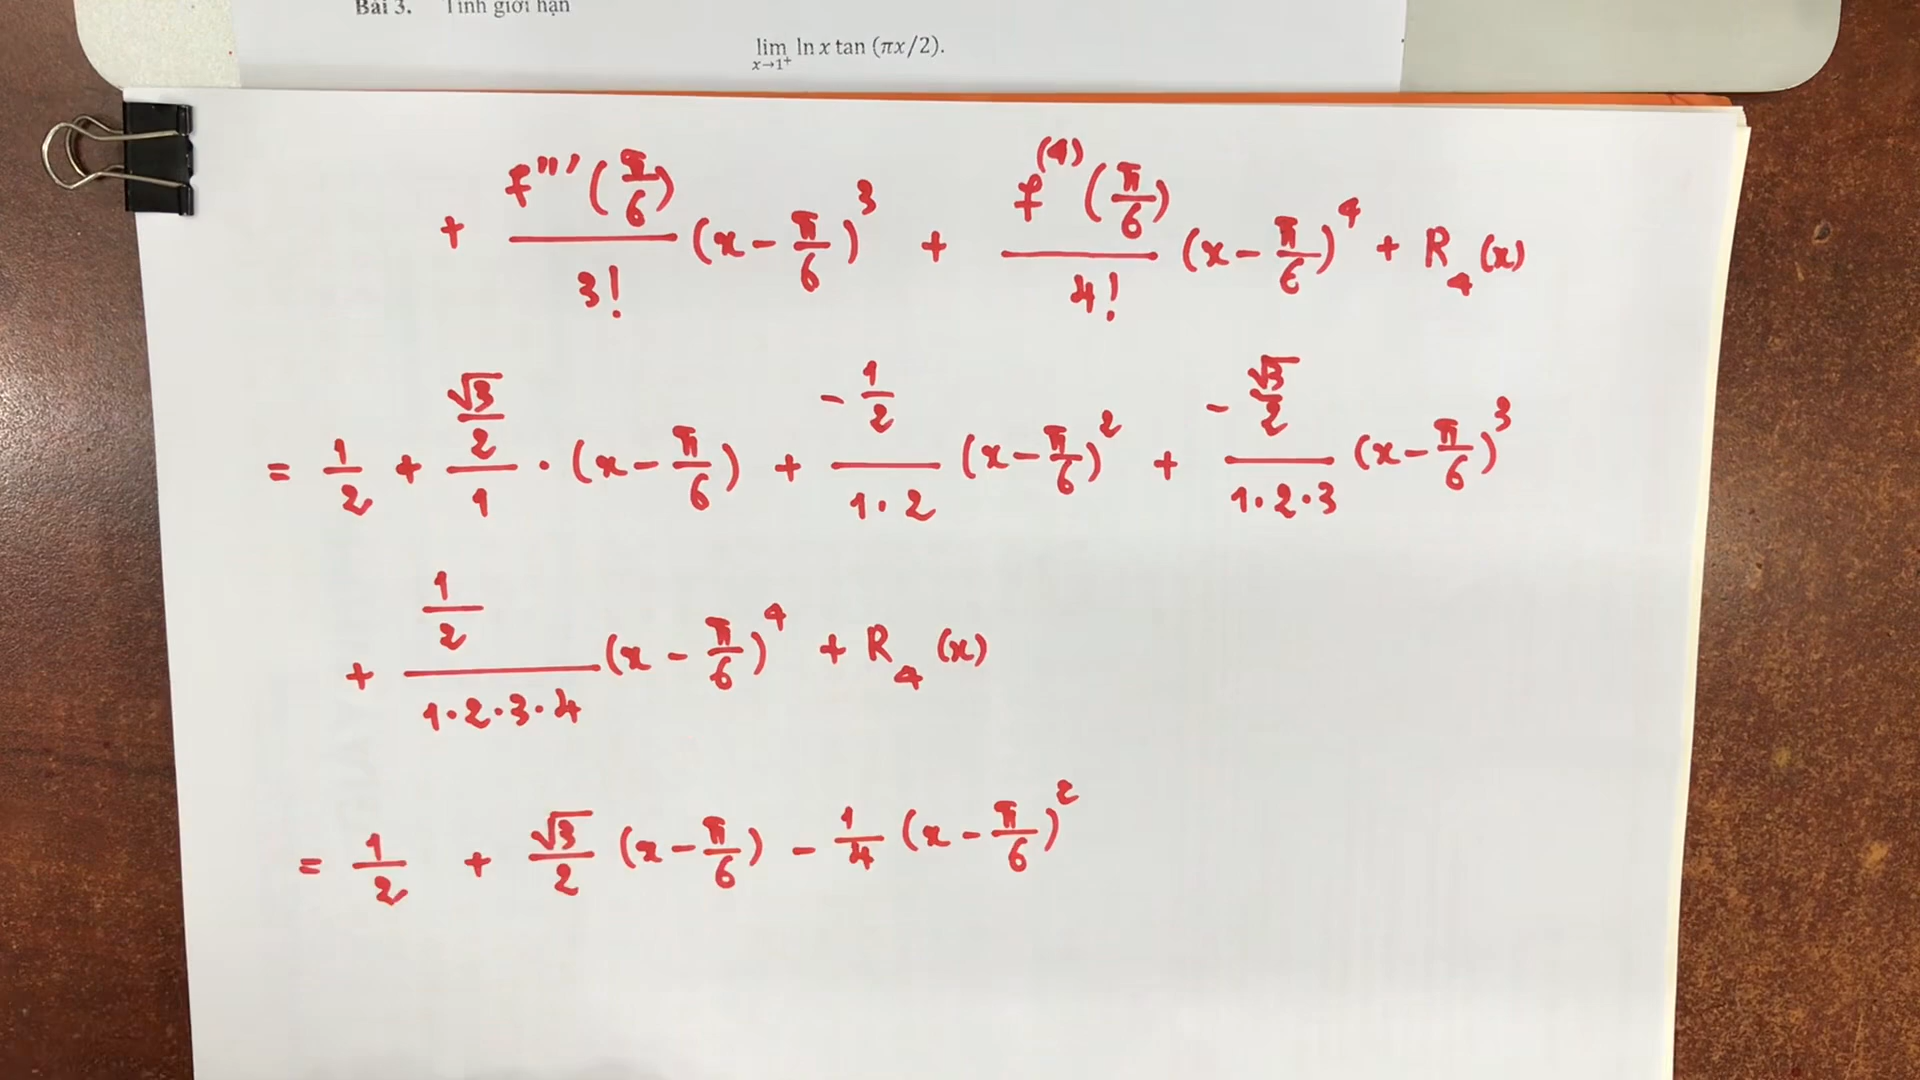 Bài 3. Tính giới hạn
lim ln x tan (πx/2).
x→1⁺
+ f'''(π/6)/3! (x − π/6)³ + f⁽⁴⁾(π/6)/4! (x − π/6)⁴ + R₄(x)
= 1/2 + (√3/2)/1 · (x − π/6) + (−1/2)/(1·2) (x − π/6)² + (−√3/2)/(1·2·3) (x − π/6)³
+ (1/2)/(1·2·3·4) (x − π/6)⁴ + R₄(x)
= 1/2 + √3/2 (x − π/6) − 1/4 (x − π/6)²